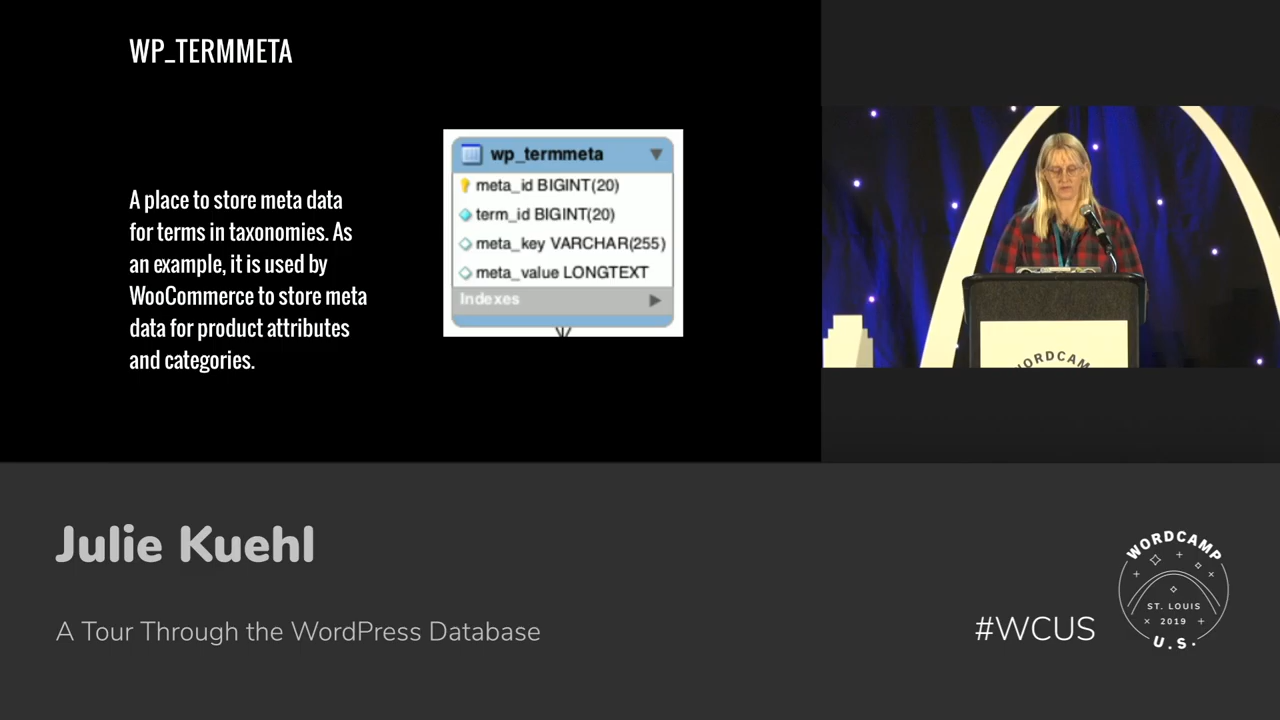 WP_TERMMETA
A place to store meta data
for terms in taxonomies. As
an example, it is used by
WooCommerce to store meta
data for product attributes
and categories.
wp_termmeta
meta_id BIGINT(20)
term_id BIGINT(20)
meta_key VARCHAR(255)
meta_value LONGTEXT
Indexes
WORDCAMP
Julie Kuehl
A Tour Through the WordPress Database
#WCUS
WORDCAMP
ST. LOUIS
2019
U.S.